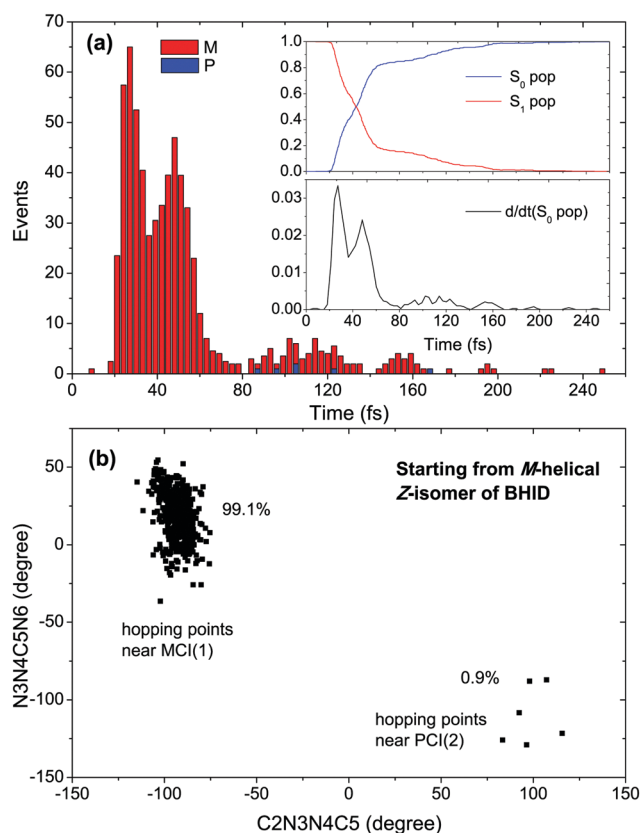 (a)
M
P
Events
70
60
50
40
30
20
10
0
0 40 80 120 160 200 240
Time (fs)
1.0
0.8
0.6
0.4
0.2
0.0
S0 pop
S1 pop
0.03
0.02
0.01
0.00
d/dt(S0 pop)
0 40 80 120 160 200 240
Time (fs)
(b)
Starting from M-helical
Z-isomer of BHID
99.1%
hopping points
near MCI(1)
0.9%
hopping points
near PCI(2)
N3N4C5N6 (degree)
50
0
-50
-100
-150
-150 -100 -50 0 50 100 150
C2N3N4C5 (degree)